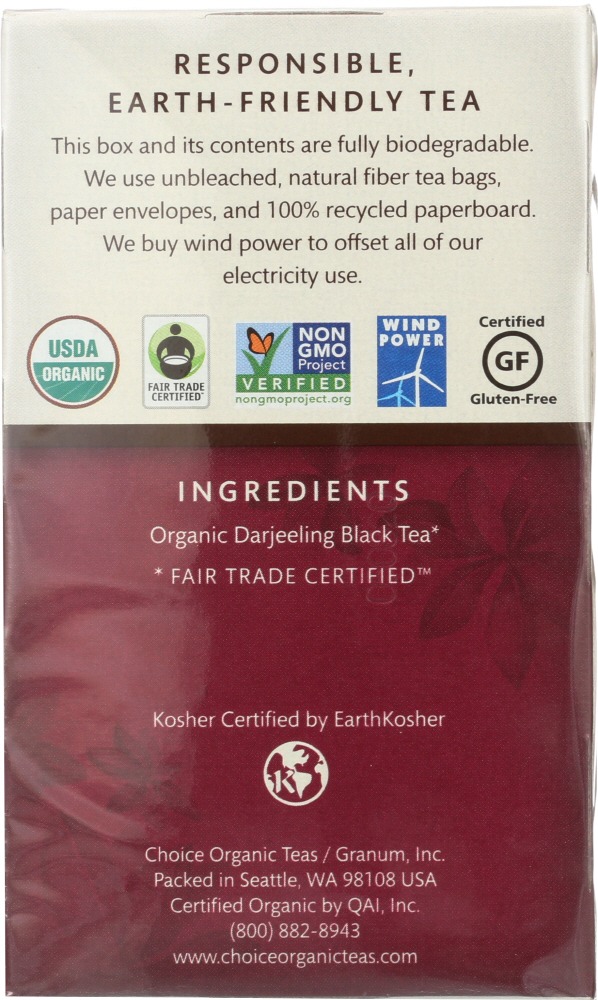 RESPONSIBLE,
EARTH-FRIENDLY TEA
This box and its contents are fully biodegradable.
We use unbleached, natural fiber tea bags,
paper envelopes, and 100% recycled paperboard.
We buy wind power to offset all of our
electricity use.
USDA
ORGANIC
FAIR TRADE
CERTIFIED™
NON
GMO
Project
VERIFIED
nongmoproject.org
WIND
POWER
Certified
GF
Gluten-Free
INGREDIENTS
Organic Darjeeling Black Tea*
* FAIR TRADE CERTIFIED™
Kosher Certified by EarthKosher
K
Choice Organic Teas / Granum, Inc.
Packed in Seattle, WA 98108 USA
Certified Organic by QAI, Inc.
(800) 882-8943
www.choiceorganicteas.com